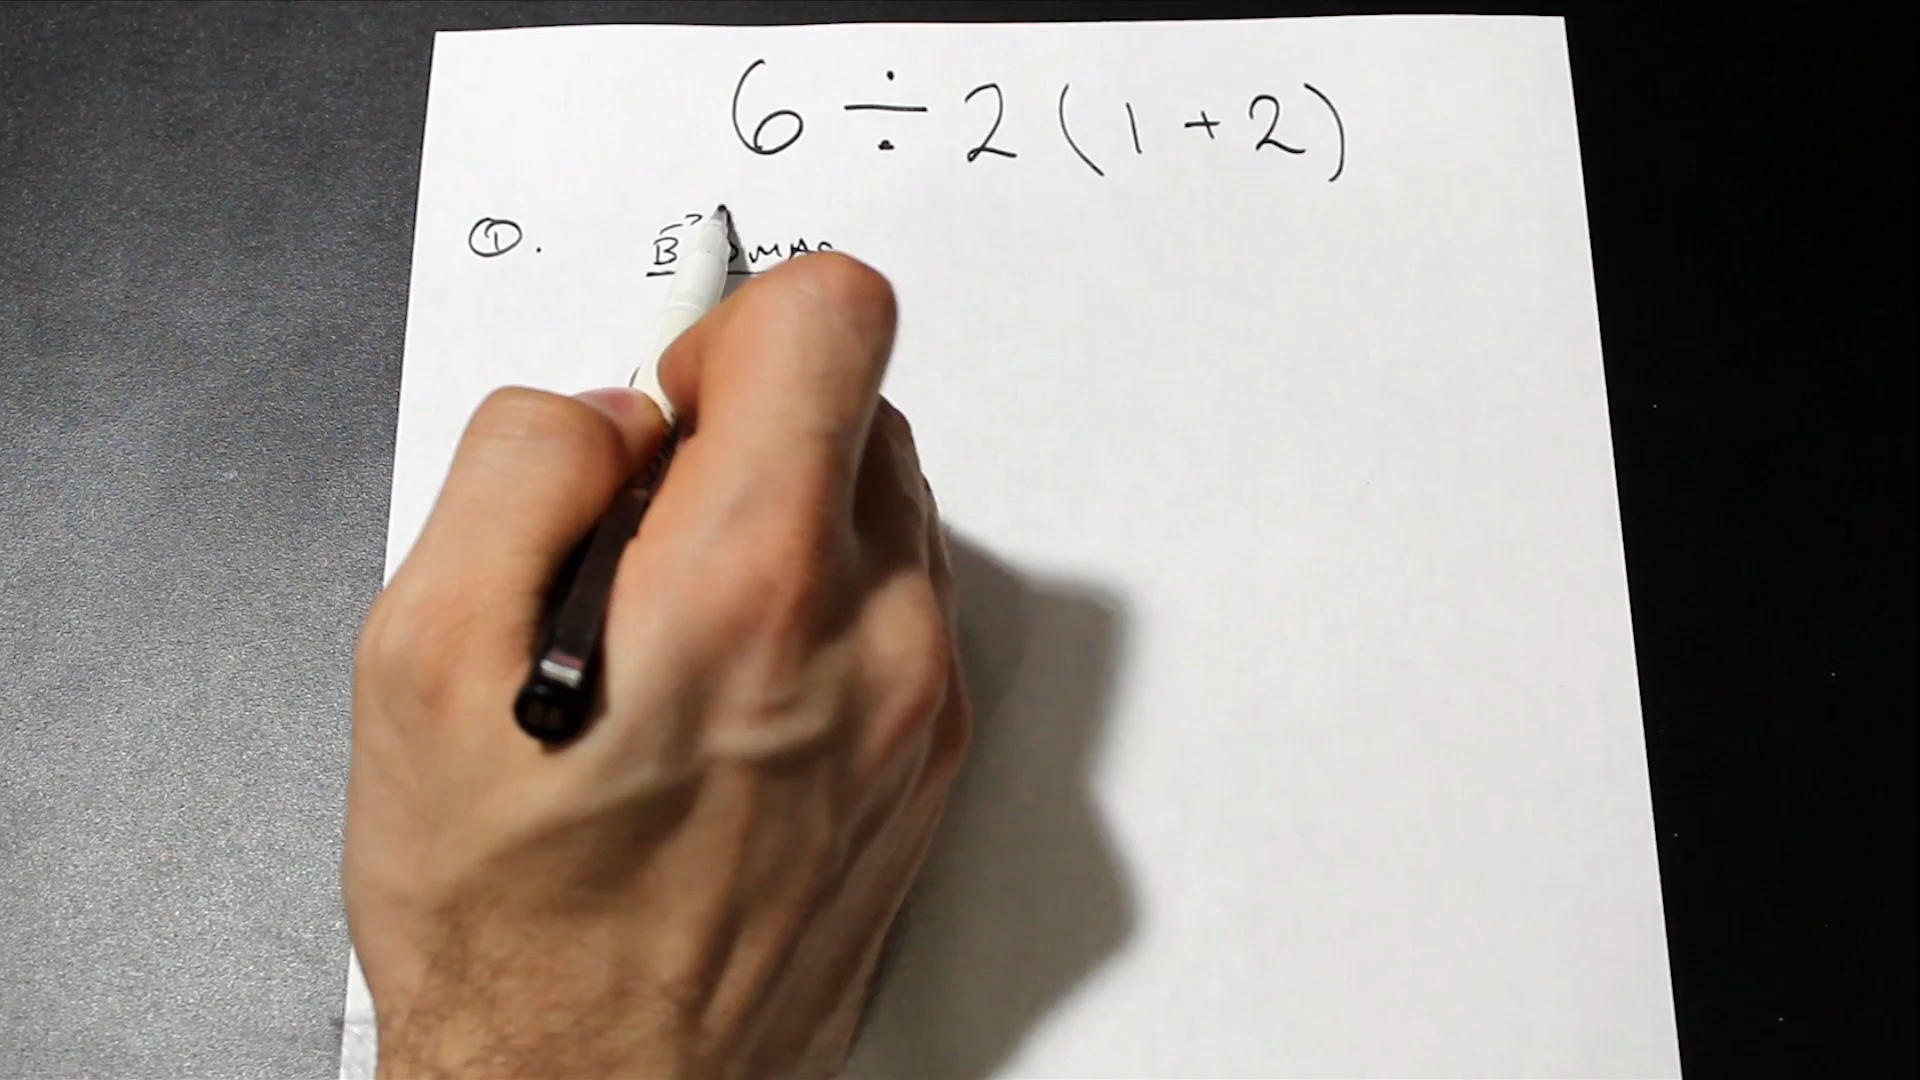 6 ÷ 2 (1 + 2)
①.